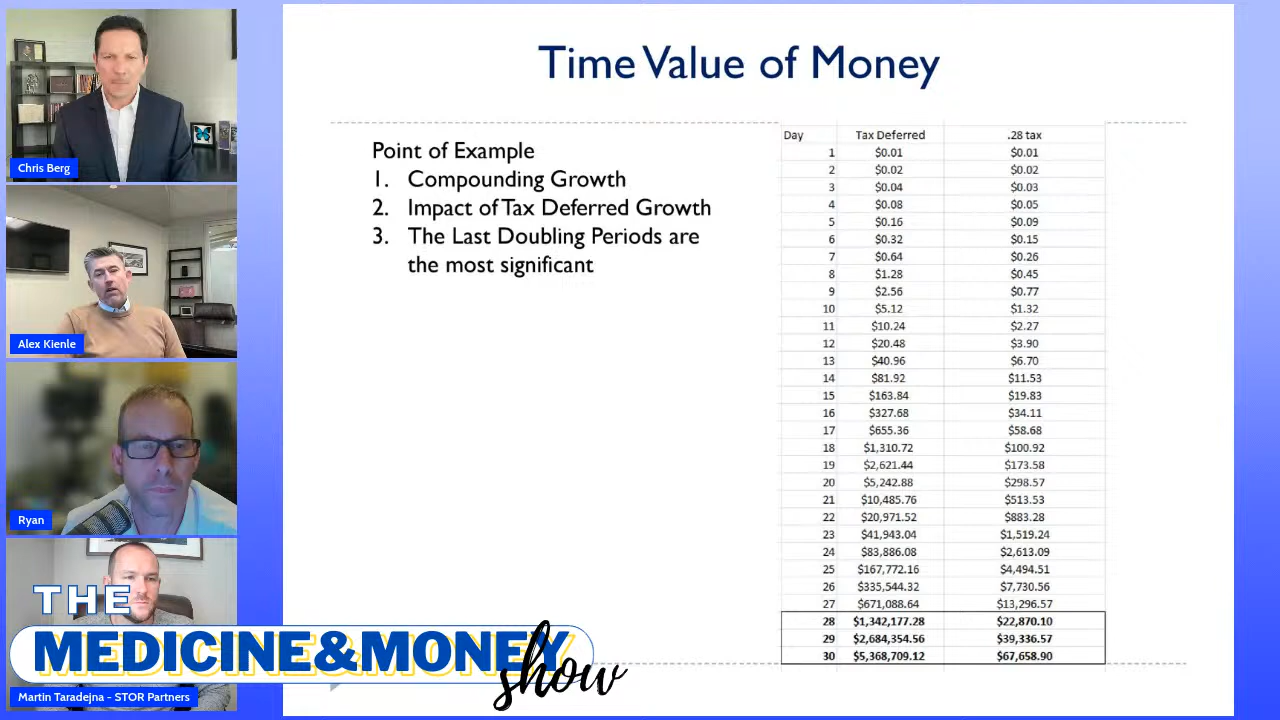 Time Value of Money
Point of Example
1. Compounding Growth
2. Impact of Tax Deferred Growth
3. The Last Doubling Periods are
the most significant
Day Tax Deferred .28 tax
1 $0.01 $0.01
2 $0.02 $0.02
3 $0.04 $0.03
4 $0.08 $0.05
5 $0.16 $0.09
6 $0.32 $0.15
7 $0.64 $0.26
8 $1.28 $0.45
9 $2.56 $0.77
10 $5.12 $1.32
11 $10.24 $2.27
12 $20.48 $3.90
13 $40.96 $6.70
14 $81.92 $11.53
15 $163.84 $19.83
16 $327.68 $34.11
17 $655.36 $58.68
18 $1,310.72 $100.92
19 $2,621.44 $173.58
20 $5,242.88 $298.57
21 $10,485.76 $513.53
22 $20,971.52 $883.28
23 $41,943.04 $1,519.24
24 $83,886.08 $2,613.09
25 $167,772.16 $4,494.51
26 $335,544.32 $7,730.56
27 $671,088.64 $13,296.57
28 $1,342,177.28 $22,870.10
29 $2,684,354.56 $39,336.57
30 $5,368,709.12 $67,658.90
Chris Berg
Alex Kienle
Ryan
THE
MEDICINE&MONEY
show
Martin Taradejna - STOR Partners